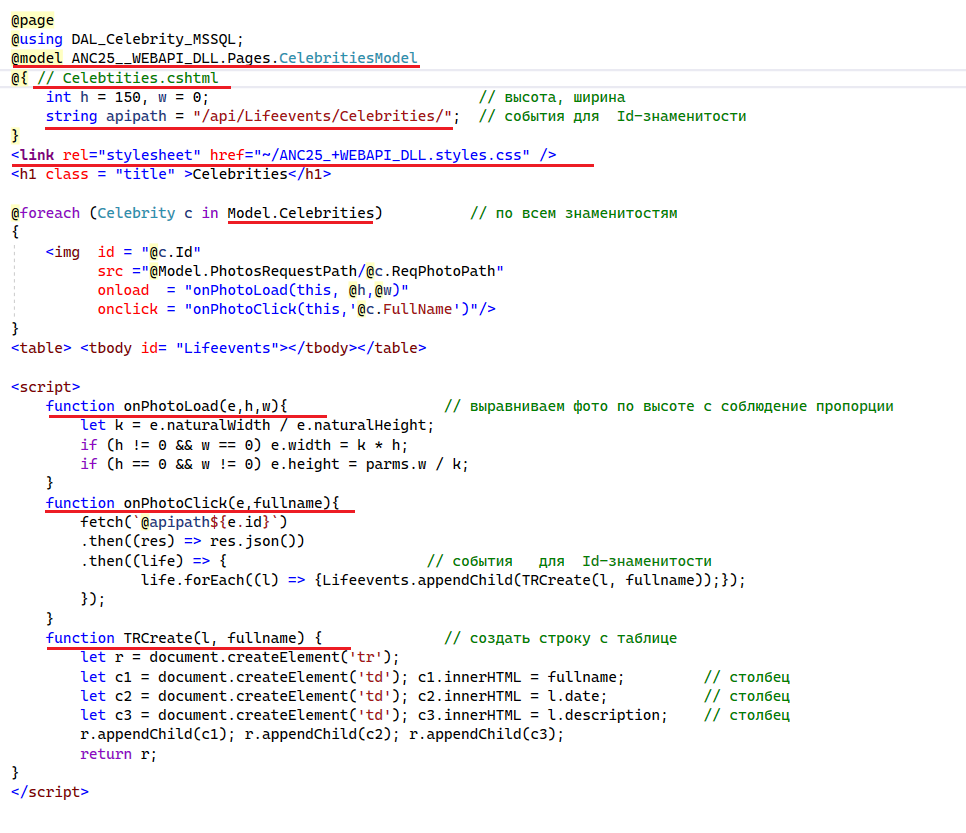 @page
@using DAL_Celebrity_MSSQL;
@model ANC25__WEBAPI_DLL.Pages.CelebritiesModel
@{ // Celebtities.cshtml
    int h = 150, w = 0;                               // высота, ширина
    string apipath = "/api/Lifeevents/Celebrities/";  // события для  Id-знаменитости
}
<link rel="stylesheet" href="~/ANC25_+WEBAPI_DLL.styles.css" />
<h1 class = "title" >Celebrities</h1>

@foreach (Celebrity c in Model.Celebrities)          // по всем знаменитостям
{
    <img  id = "@c.Id"
          src ="@Model.PhotosRequestPath/@c.ReqPhotoPath"
          onload  = "onPhotoLoad(this, @h,@w)"
          onclick = "onPhotoClick(this,'@c.FullName')"/>
}
<table> <tbody id= "Lifeevents"></tbody></table>

<script>
    function onPhotoLoad(e,h,w){                  // выравниваем фото по высоте с соблюдение пропорции
        let k = e.naturalWidth / e.naturalHeight;
        if (h != 0 && w == 0) e.width = k * h;
        if (h == 0 && w != 0) e.height = parms.w / k;
    }
    function onPhotoClick(e,fullname){
        fetch(`@apipath${e.id}`)
        .then((res) => res.json())
        .then((life) => {                       // события   для  Id-знаменитости
               life.forEach((l) => {Lifeevents.appendChild(TRCreate(l, fullname));});
        });
    }
    function TRCreate(l, fullname) {              // создать строку с таблице
        let r = document.createElement('tr');
        let c1 = document.createElement('td'); c1.innerHTML = fullname;         // столбец
        let c2 = document.createElement('td'); c2.innerHTML = l.date;           // столбец
        let c3 = document.createElement('td'); c3.innerHTML = l.description;    // столбец
        r.appendChild(c1); r.appendChild(c2); r.appendChild(c3);
        return r;
}
</script>